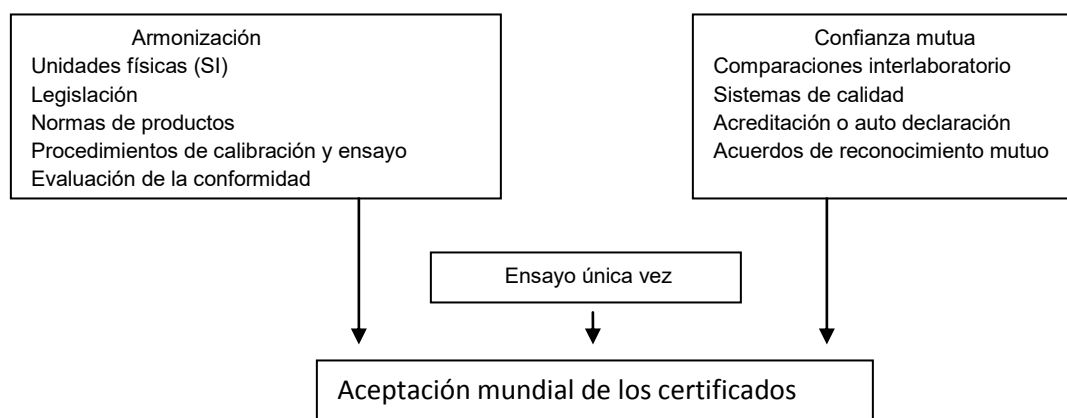 Armonización
Unidades físicas (SI)
Legislación
Normas de productos
Procedimientos de calibración y ensayo
Evaluación de la conformidad
Confianza mutua
Comparaciones interlaboratorio
Sistemas de calidad
Acreditación o auto declaración
Acuerdos de reconocimiento mutuo
Ensayo única vez
Aceptación mundial de los certificados